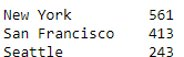 New York 561
San Francisco 413
Seattle 243